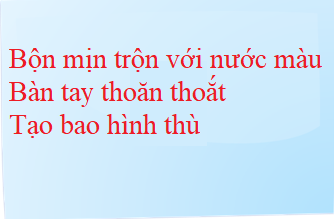 Bộn mịn trộn với nước màu
Bàn tay thoăn thoắt
Tạo bao hình thù